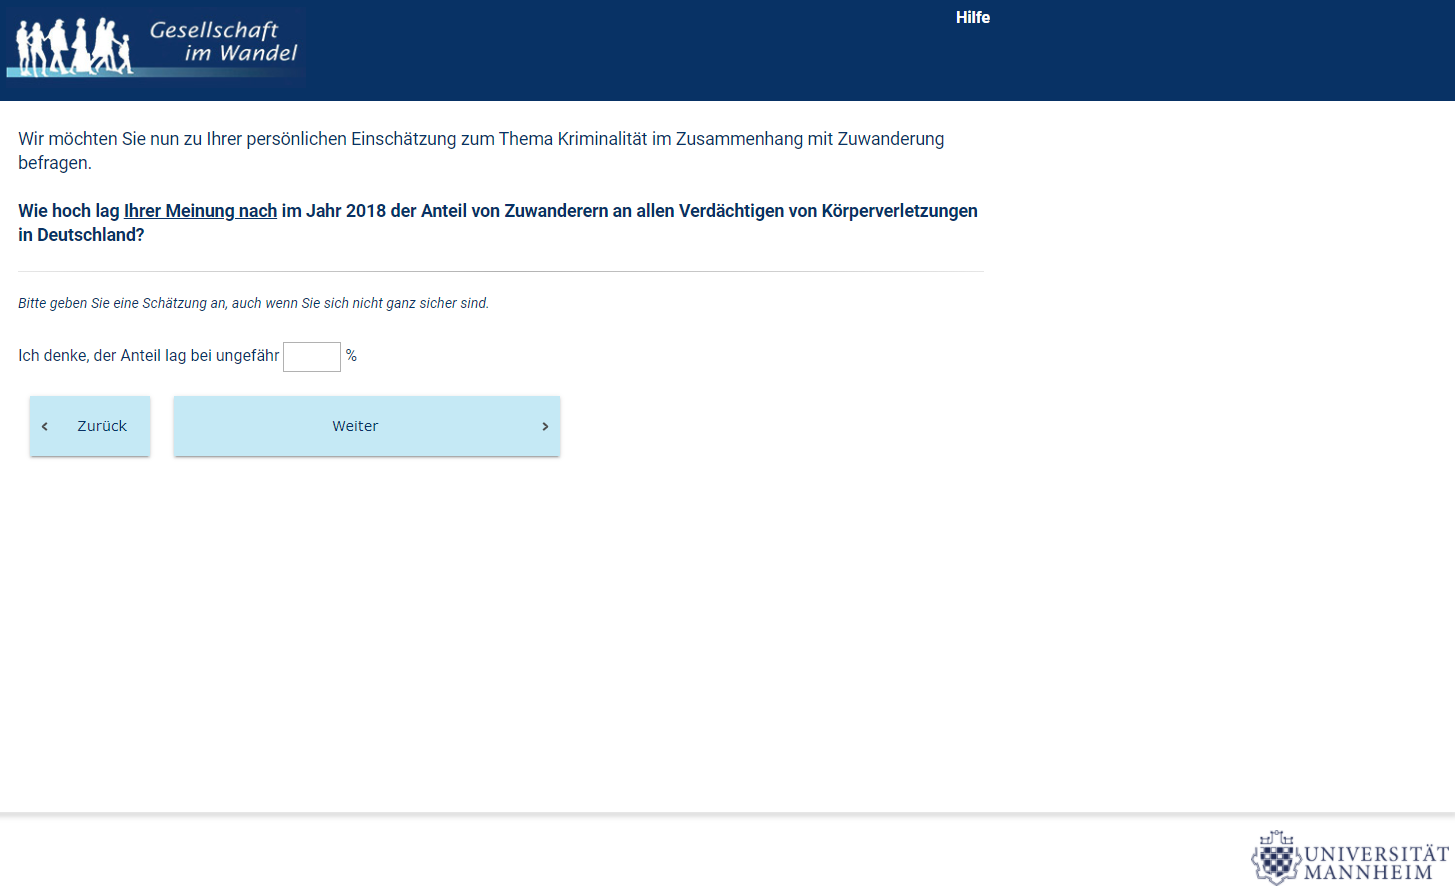 Gesellschaft
im Wandel
Hilfe
Wir möchten Sie nun zu Ihrer persönlichen Einschätzung zum Thema Kriminalität im Zusammenhang mit Zuwanderung
befragen.
Wie hoch lag Ihrer Meinung nach im Jahr 2018 der Anteil von Zuwanderern an allen Verdächtigen von Körperverletzungen
in Deutschland?
Bitte geben Sie eine Schätzung an, auch wenn Sie sich nicht ganz sicher sind.
Ich denke, der Anteil lag bei ungefähr %
Zurück
Weiter
UNIVERSITÄT
MANNHEIM